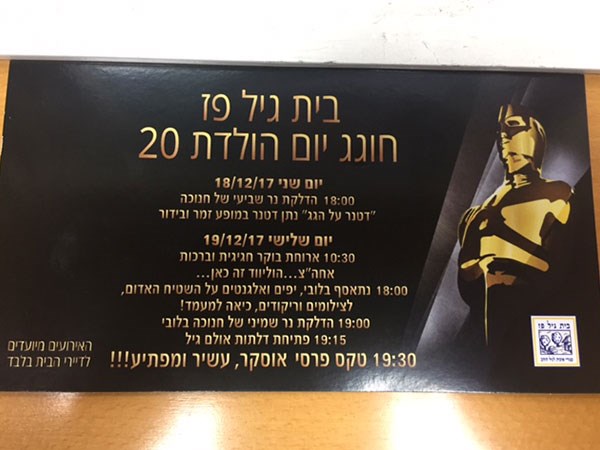 בית גיל פז
חוגג יום הולדת 20
יום שני 18/12/17
18:00 הדלקת נר שביעי של חנוכה
"דטנר על הגג" נתן דטנר במופע זמר ובידור
יום שלישי 19/12/17
10:30 ארוחת בוקר חגיגית וברכות
אחה"צ...הוליווד זה כאן...
18:00 נתאסף בלובי, יפים ואלגנטים על השטיח האדום,
לצילומים וריקודים, כיאה למעמד!
19:00 הדלקת נר שמיני של חנוכה בלובי
19:15 פתיחת דלתות אולם גיל
19:30 טקס פרסי אוסקר, עשיר ומפתיע!!!
האירועים מיועדים
לדיירי הבית בלבד
בית גיל פז